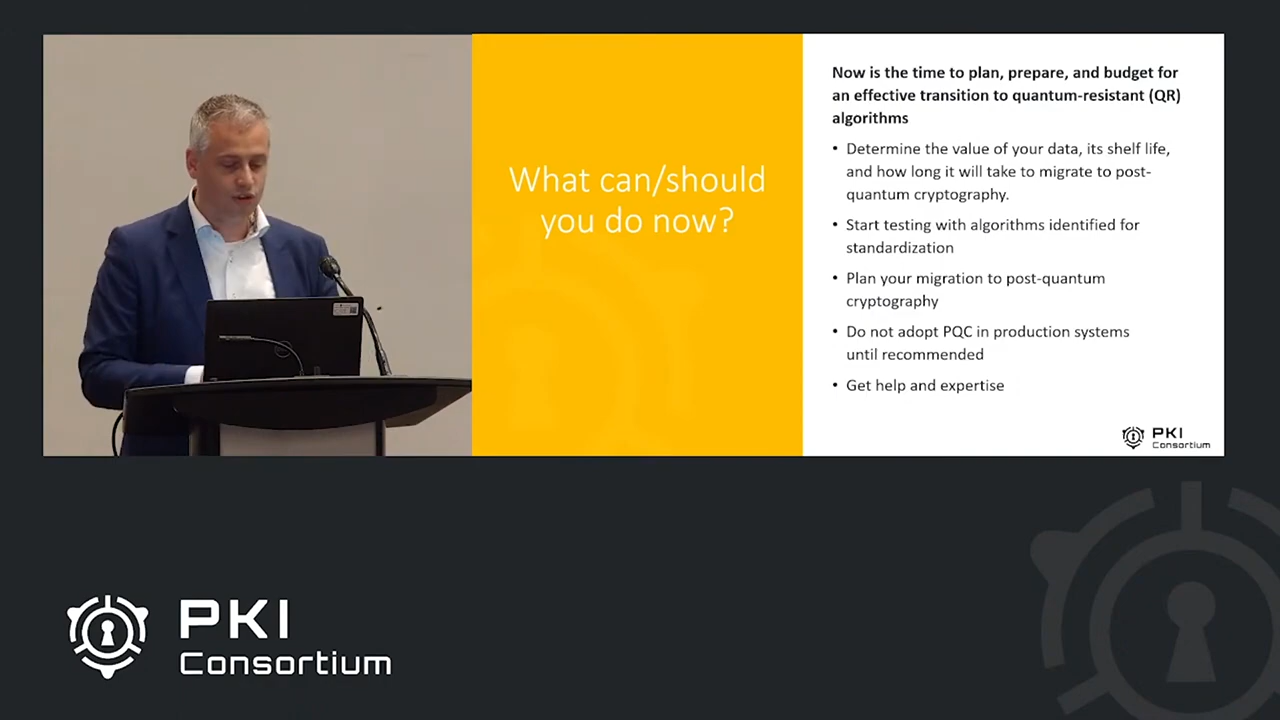 What can/should
you do now?
Now is the time to plan, prepare, and budget for
an effective transition to quantum-resistant (QR)
algorithms
• Determine the value of your data, its shelf life,
and how long it will take to migrate to post-
quantum cryptography.
• Start testing with algorithms identified for
standardization
• Plan your migration to post-quantum
cryptography
• Do not adopt PQC in production systems
until recommended
• Get help and expertise
PKI
Consortium
PKI
Consortium